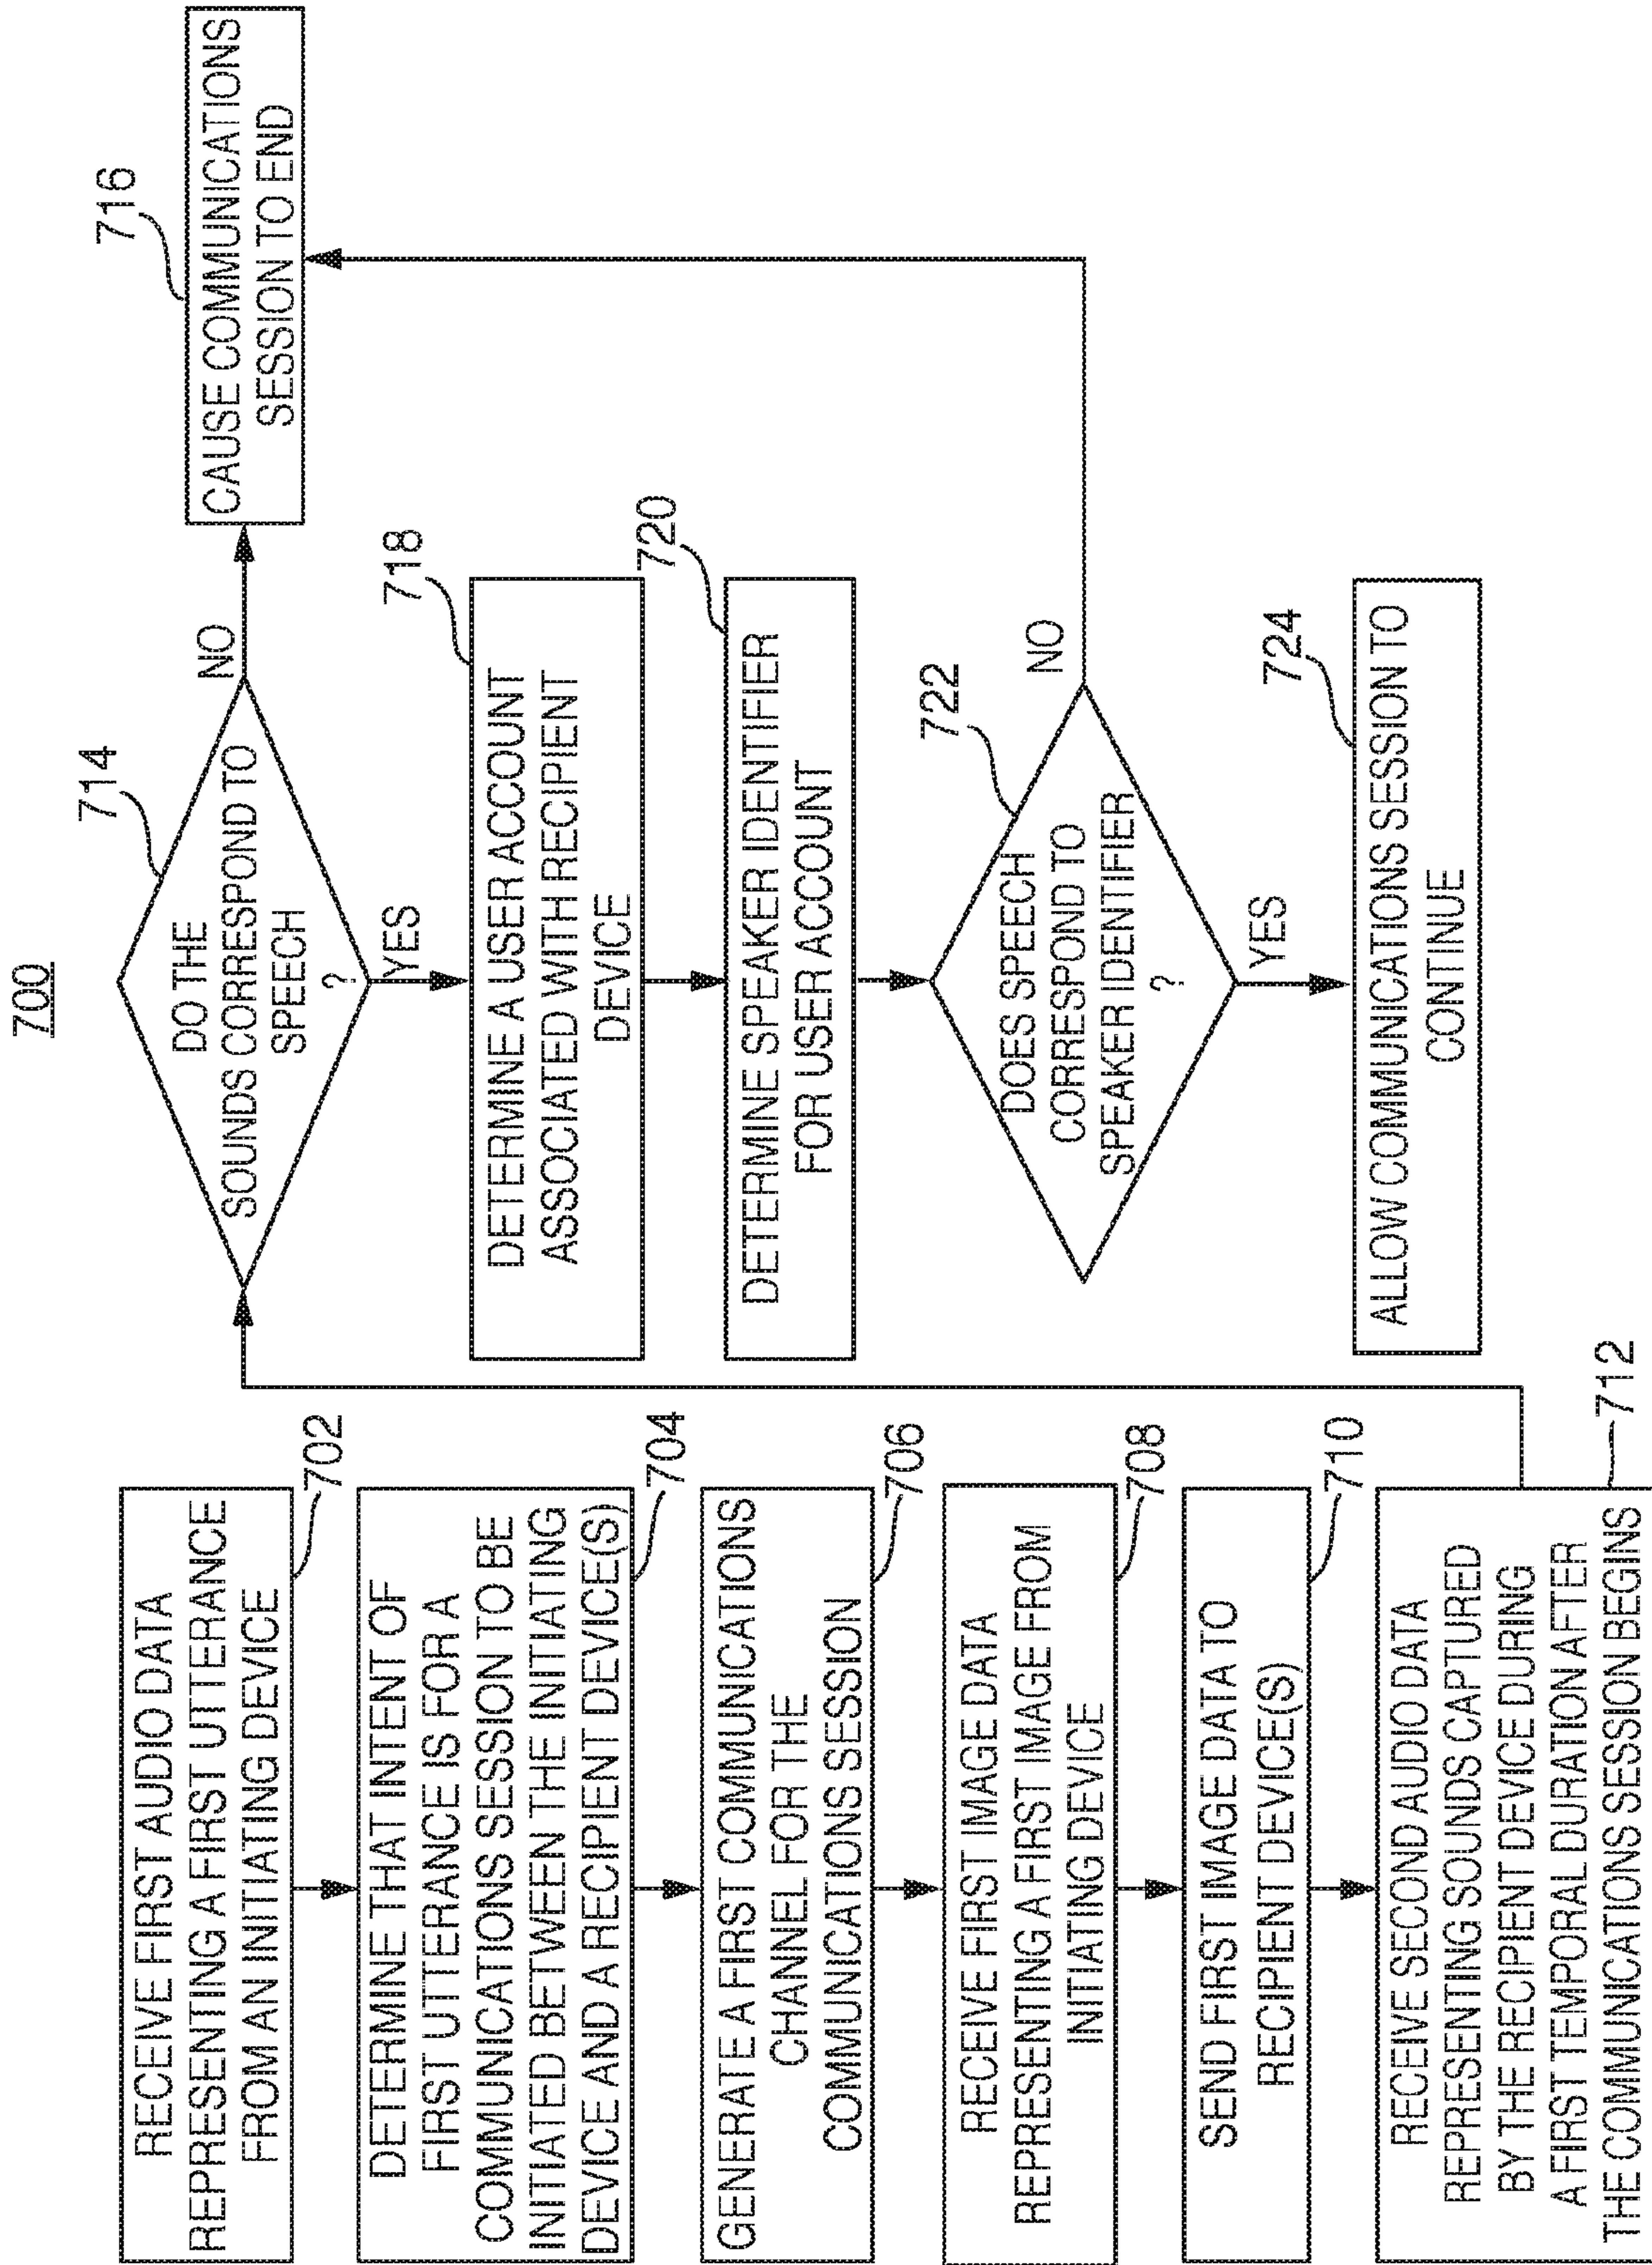 700
RECEIVE FIRST AUDIO DATA
REPRESENTING A FIRST UTTERANCE
FROM AN INITIATING DEVICE
702
DETERMINE THAT INTENT OF
FIRST UTTERANCE IS FOR A
COMMUNICATIONS SESSION TO BE
INITIATED BETWEEN THE INITIATING
DEVICE AND A RECIPIENT DEVICE(S)
704
GENERATE A FIRST COMMUNICATIONS
CHANNEL FOR THE
COMMUNICATIONS SESSION
706
RECEIVE FIRST IMAGE DATA
REPRESENTING A FIRST IMAGE FROM
INITIATING DEVICE
708
SEND FIRST IMAGE DATA TO
RECIPIENT DEVICE(S)
710
RECEIVE SECOND AUDIO DATA
REPRESENTING SOUNDS CAPTURED
BY THE RECIPIENT DEVICE DURING
A FIRST TEMPORAL DURATION AFTER
THE COMMUNICATIONS SESSION BEGINS
712
714
DO THE
SOUNDS CORRESPOND TO
SPEECH
?
NO
YES
716
CAUSE COMMUNICATIONS
SESSION TO END
718
DETERMINE A USER ACCOUNT
ASSOCIATED WITH RECIPIENT
DEVICE
720
DETERMINE SPEAKER IDENTIFIER
FOR USER ACCOUNT
722
DOES SPEECH
CORRESPOND TO
SPEAKER IDENTIFIER
?
NO
YES
724
ALLOW COMMUNICATIONS SESSION TO
CONTINUE